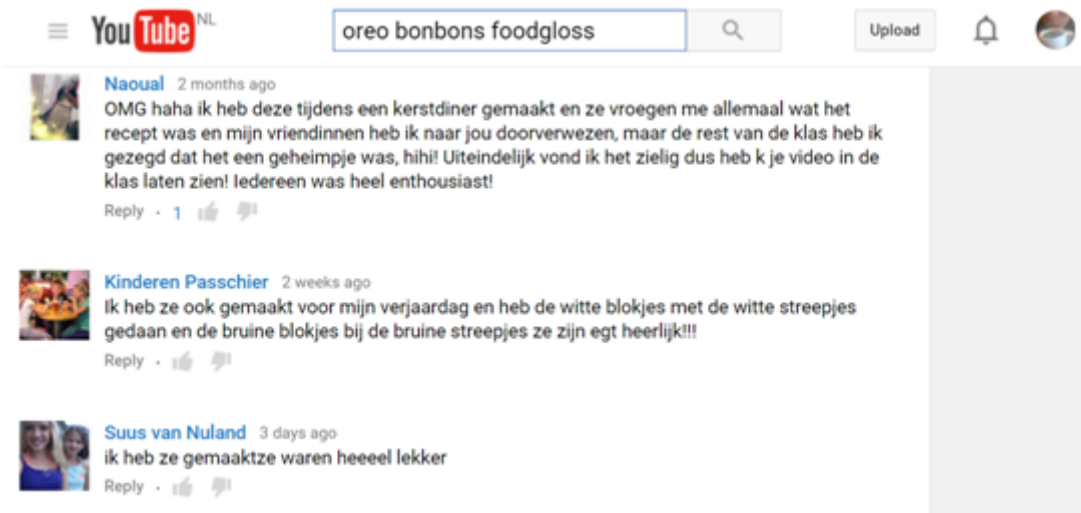 YouTube NL
oreo bonbons foodgloss
Upload
Naoual 2 months ago
OMG haha ik heb deze tijdens een kerstdiner gemaakt en ze vroegen me allemaal wat het
recept was en mijn vriendinnen heb ik naar jou doorverwezen, maar de rest van de klas heb ik
gezegd dat het een geheimpje was, hihi! Uiteindelijk vond ik het zielig dus heb k je video in de
klas laten zien! Iedereen was heel enthousiast!
Reply · 1
Kinderen Passchier 2 weeks ago
Ik heb ze ook gemaakt voor mijn verjaardag en heb de witte blokjes met de witte streepjes
gedaan en de bruine blokjes bij de bruine streepjes ze zijn egt heerlijk!!!
Reply ·
Suus van Nuland 3 days ago
ik heb ze gemaaktze waren heeeel lekker
Reply ·